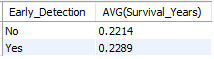 Early_Detection AVG(Survival_Years)
No 0.2214
Yes 0.2289